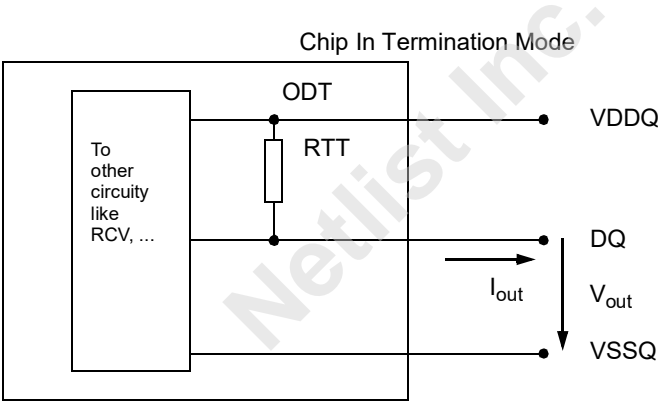 Chip In Termination Mode
ODT
VDDQ
To
other
circuity
like
RCV, ...
RTT
DQ
Iout
Vout
VSSQ
Netlist Inc.